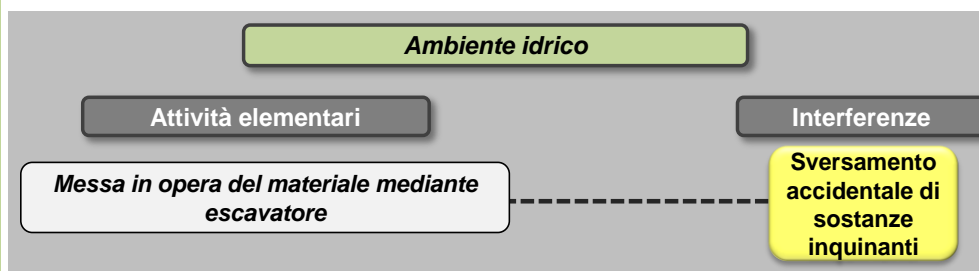 Ambiente idrico
Attività elementari
Interferenze
Messa in opera del materiale mediante
escavatore
Sversamento
accidentale di
sostanze
inquinanti